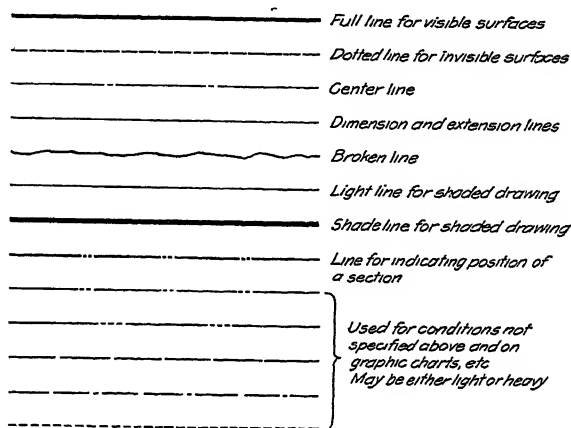 Full line for visible surfaces
Dotted line for invisible surfaces
Center line
Dimension and extension lines
Broken line
Light line for shaded drawing
Shade line for shaded drawing
Line for indicating position of
a section
Used for conditions not
specified above and on
graphic charts, etc
May be either light or heavy